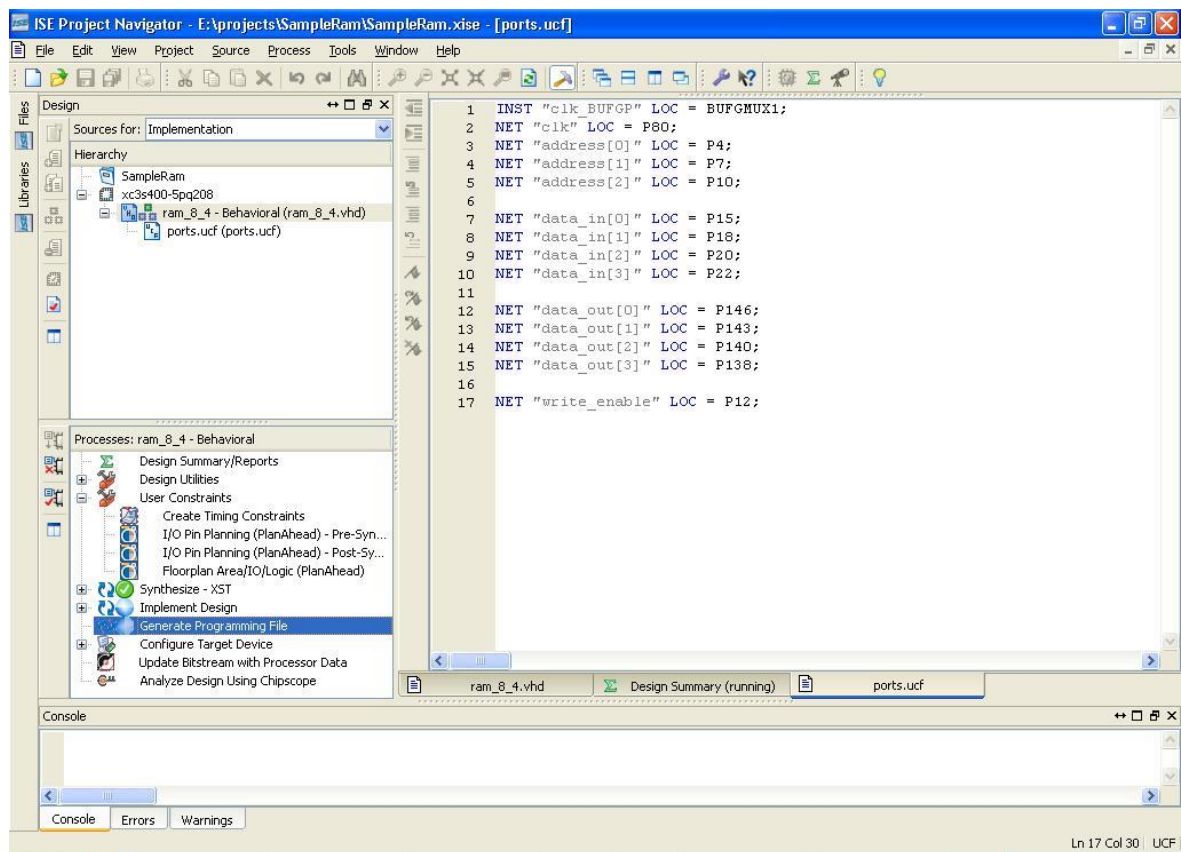 ISE Project Navigator - E:\projects\SampleRam\SampleRam.xise - [ports.ucf]
File Edit View Project Source Process Tools Window Help
Files
Libraries
Design
Sources for: Implementation
Hierarchy
SampleRam
xc3s400-5pq208
ram_8_4 - Behavioral (ram_8_4.vhd)
ports.ucf (ports.ucf)
Processes: ram_8_4 - Behavioral
Design Summary/Reports
Design Utilities
User Constraints
Create Timing Constraints
I/O Pin Planning (PlanAhead) - Pre-Syn...
I/O Pin Planning (PlanAhead) - Post-Sy...
Floorplan Area/IO/Logic (PlanAhead)
Synthesize - XST
Implement Design
Generate Programming File
Configure Target Device
Update Bitstream with Processor Data
Analyze Design Using Chipscope
1 INST "clk_BUFGP" LOC = BUFGMUX1;
2 NET "clk" LOC = P80;
3 NET "address[0]" LOC = P4;
4 NET "address[1]" LOC = P7;
5 NET "address[2]" LOC = P10;
6
7 NET "data_in[0]" LOC = P15;
8 NET "data_in[1]" LOC = P18;
9 NET "data_in[2]" LOC = P20;
10 NET "data_in[3]" LOC = P22;
11
12 NET "data_out[0]" LOC = P146;
13 NET "data_out[1]" LOC = P143;
14 NET "data_out[2]" LOC = P140;
15 NET "data_out[3]" LOC = P138;
16
17 NET "write_enable" LOC = P12;
ram_8_4.vhd Design Summary (running) ports.ucf
Console
Console Errors Warnings
Ln 17 Col 30 UCF